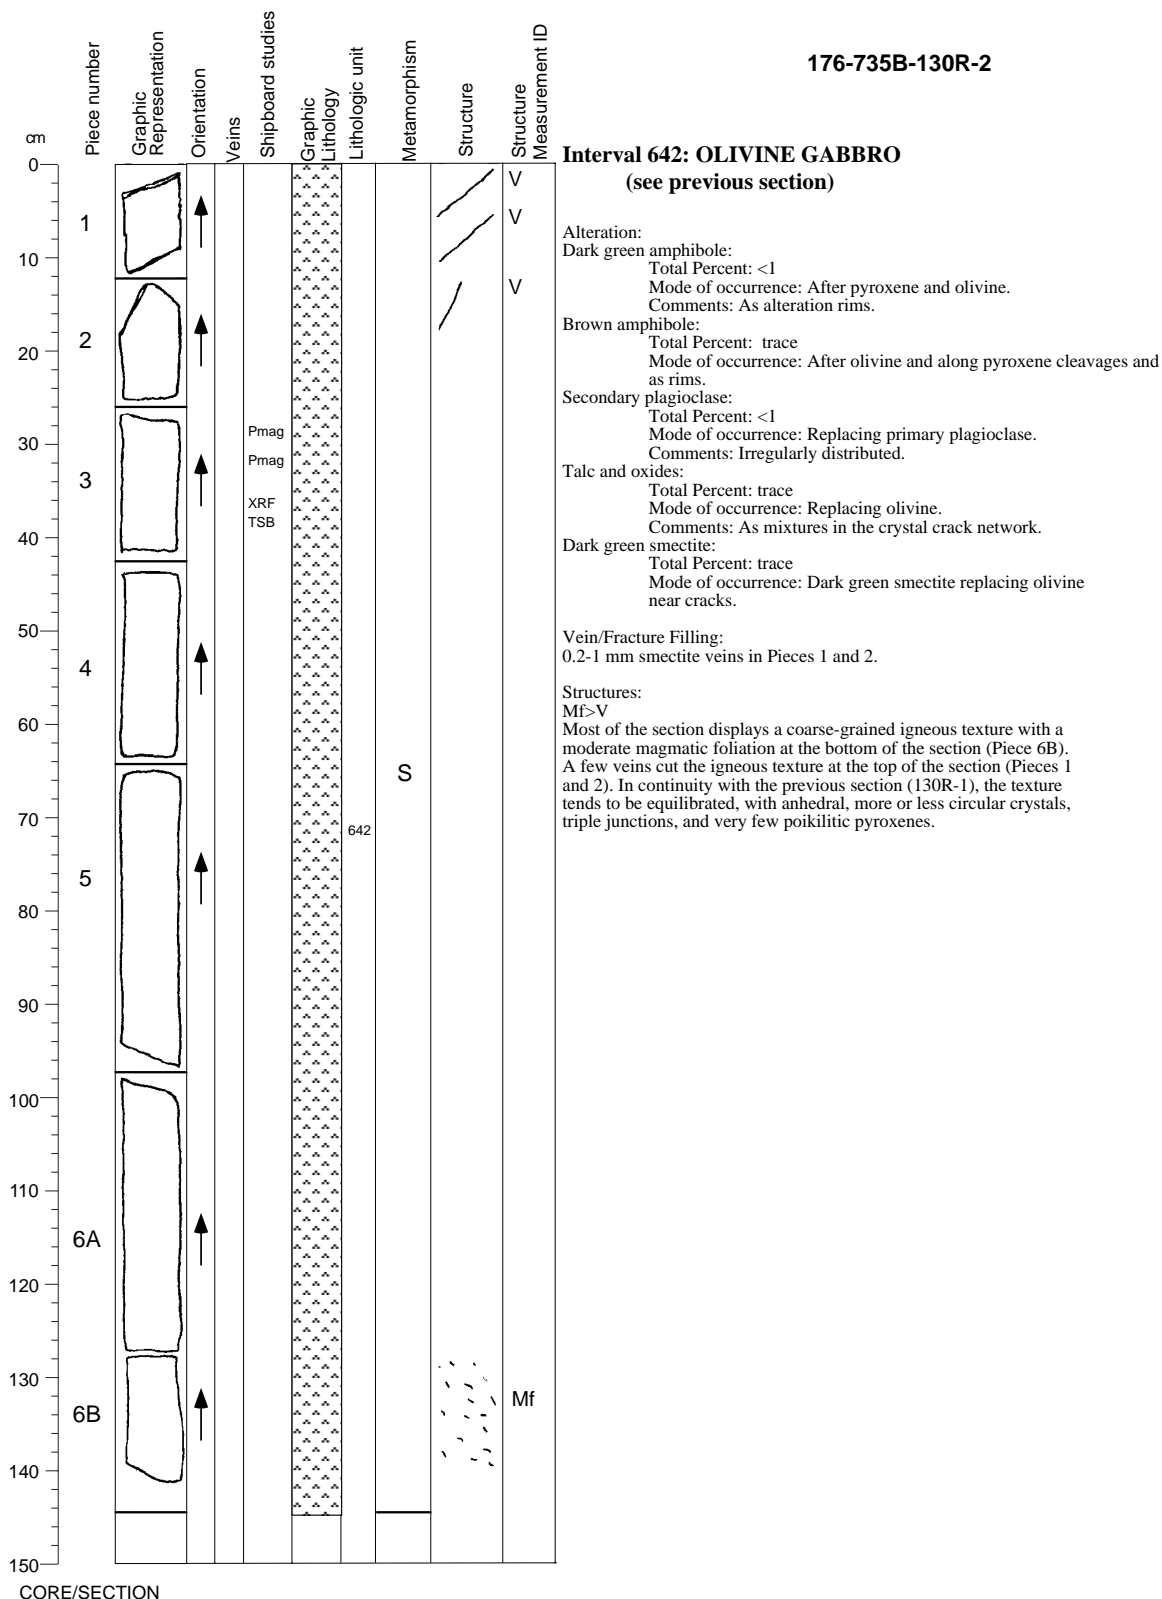 176-735B-130R-2
cm
Piece number
Graphic
Representation
Orientation
Veins
Shipboard studies
Graphic
Lithology
Lithologic unit
Metamorphism
Structure
Structure
Measurement ID
0
10
20
30
40
50
60
70
80
90
100
110
120
130
140
150
1
2
3
4
5
6A
6B
Pmag
Pmag
XRF
TSB
642
S
V
V
V
Mf
CORE/SECTION
Interval 642: OLIVINE GABBRO
(see previous section)
Alteration:
Dark green amphibole:
Total Percent: <1
Mode of occurrence: After pyroxene and olivine.
Comments: As alteration rims.
Brown amphibole:
Total Percent: trace
Mode of occurrence: After olivine and along pyroxene cleavages and
as rims.
Secondary plagioclase:
Total Percent: <1
Mode of occurrence: Replacing primary plagioclase.
Comments: Irregularly distributed.
Talc and oxides:
Total Percent: trace
Mode of occurrence: Replacing olivine.
Comments: As mixtures in the crystal crack network.
Dark green smectite:
Total Percent: trace
Mode of occurrence: Dark green smectite replacing olivine
near cracks.
Vein/Fracture Filling:
0.2-1 mm smectite veins in Pieces 1 and 2.
Structures:
Mf>V
Most of the section displays a coarse-grained igneous texture with a
moderate magmatic foliation at the bottom of the section (Piece 6B).
A few veins cut the igneous texture at the top of the section (Pieces 1
and 2). In continuity with the previous section (130R-1), the texture
tends to be equilibrated, with anhedral, more or less circular crystals,
triple junctions, and very few poikilitic pyroxenes.